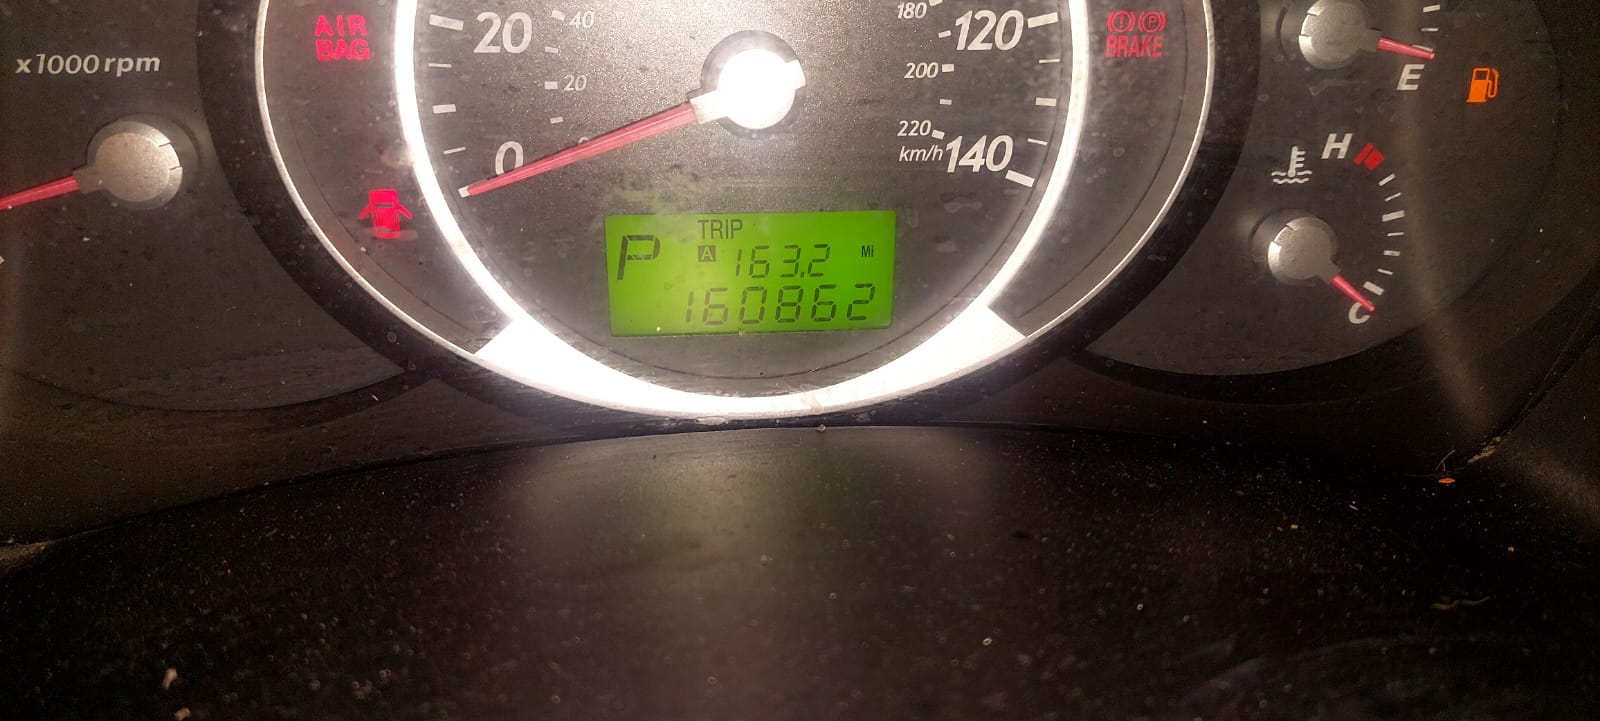 AIR
BAG
x1000 rpm
20
40
20
0
180
120
200
220
km/h
140
BRAKE
E
H
C
P
TRIP
A 163.2 Mi
160862